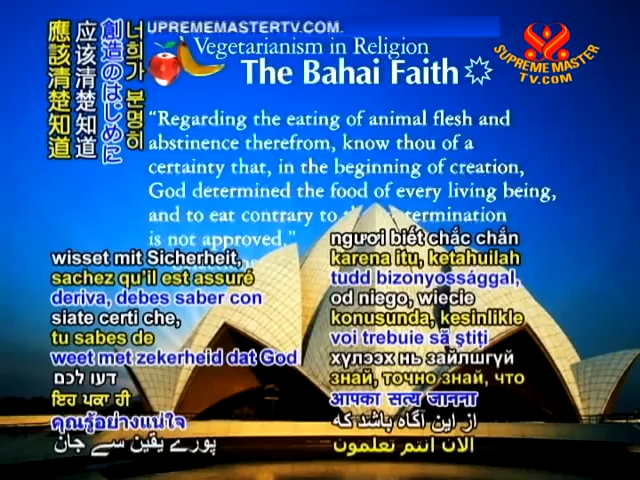 UPREMEMASTERTV.COM
SUPREME MASTER
TV.COM
Vegetarianism in Religion
The Bahai Faith
“Regarding the eating of animal flesh and
abstinence therefrom, know thou of a
certainty that, in the beginning of creation,
God determined the food of every living being,
and to eat contrary to determination
is not approved.”
應該清楚知道
应该清楚知道
創造のはじめに
너희가 분명히
wisset mit Sicherheit,
sachez qu'il est assuré
deriva, debes saber con
siate certi che,
tu sabes de
weet met zekerheid dat God
דעו לכם
यह पक्का ही
คุณรู้อย่างแน่ใจ
پورے یقین سے جان
ngươi biết chắc chắn
karena itu, ketahuilah
tudd bizonyossággal,
od niego, wiecie
konusunda, kesinlikle
voi trebuie să ştiţi
хүлээх нь зайлшгүй
знай, точно знай, что
आपका सत्य जानना
از این آگاه باشند که
الآن أنتم تعلمون